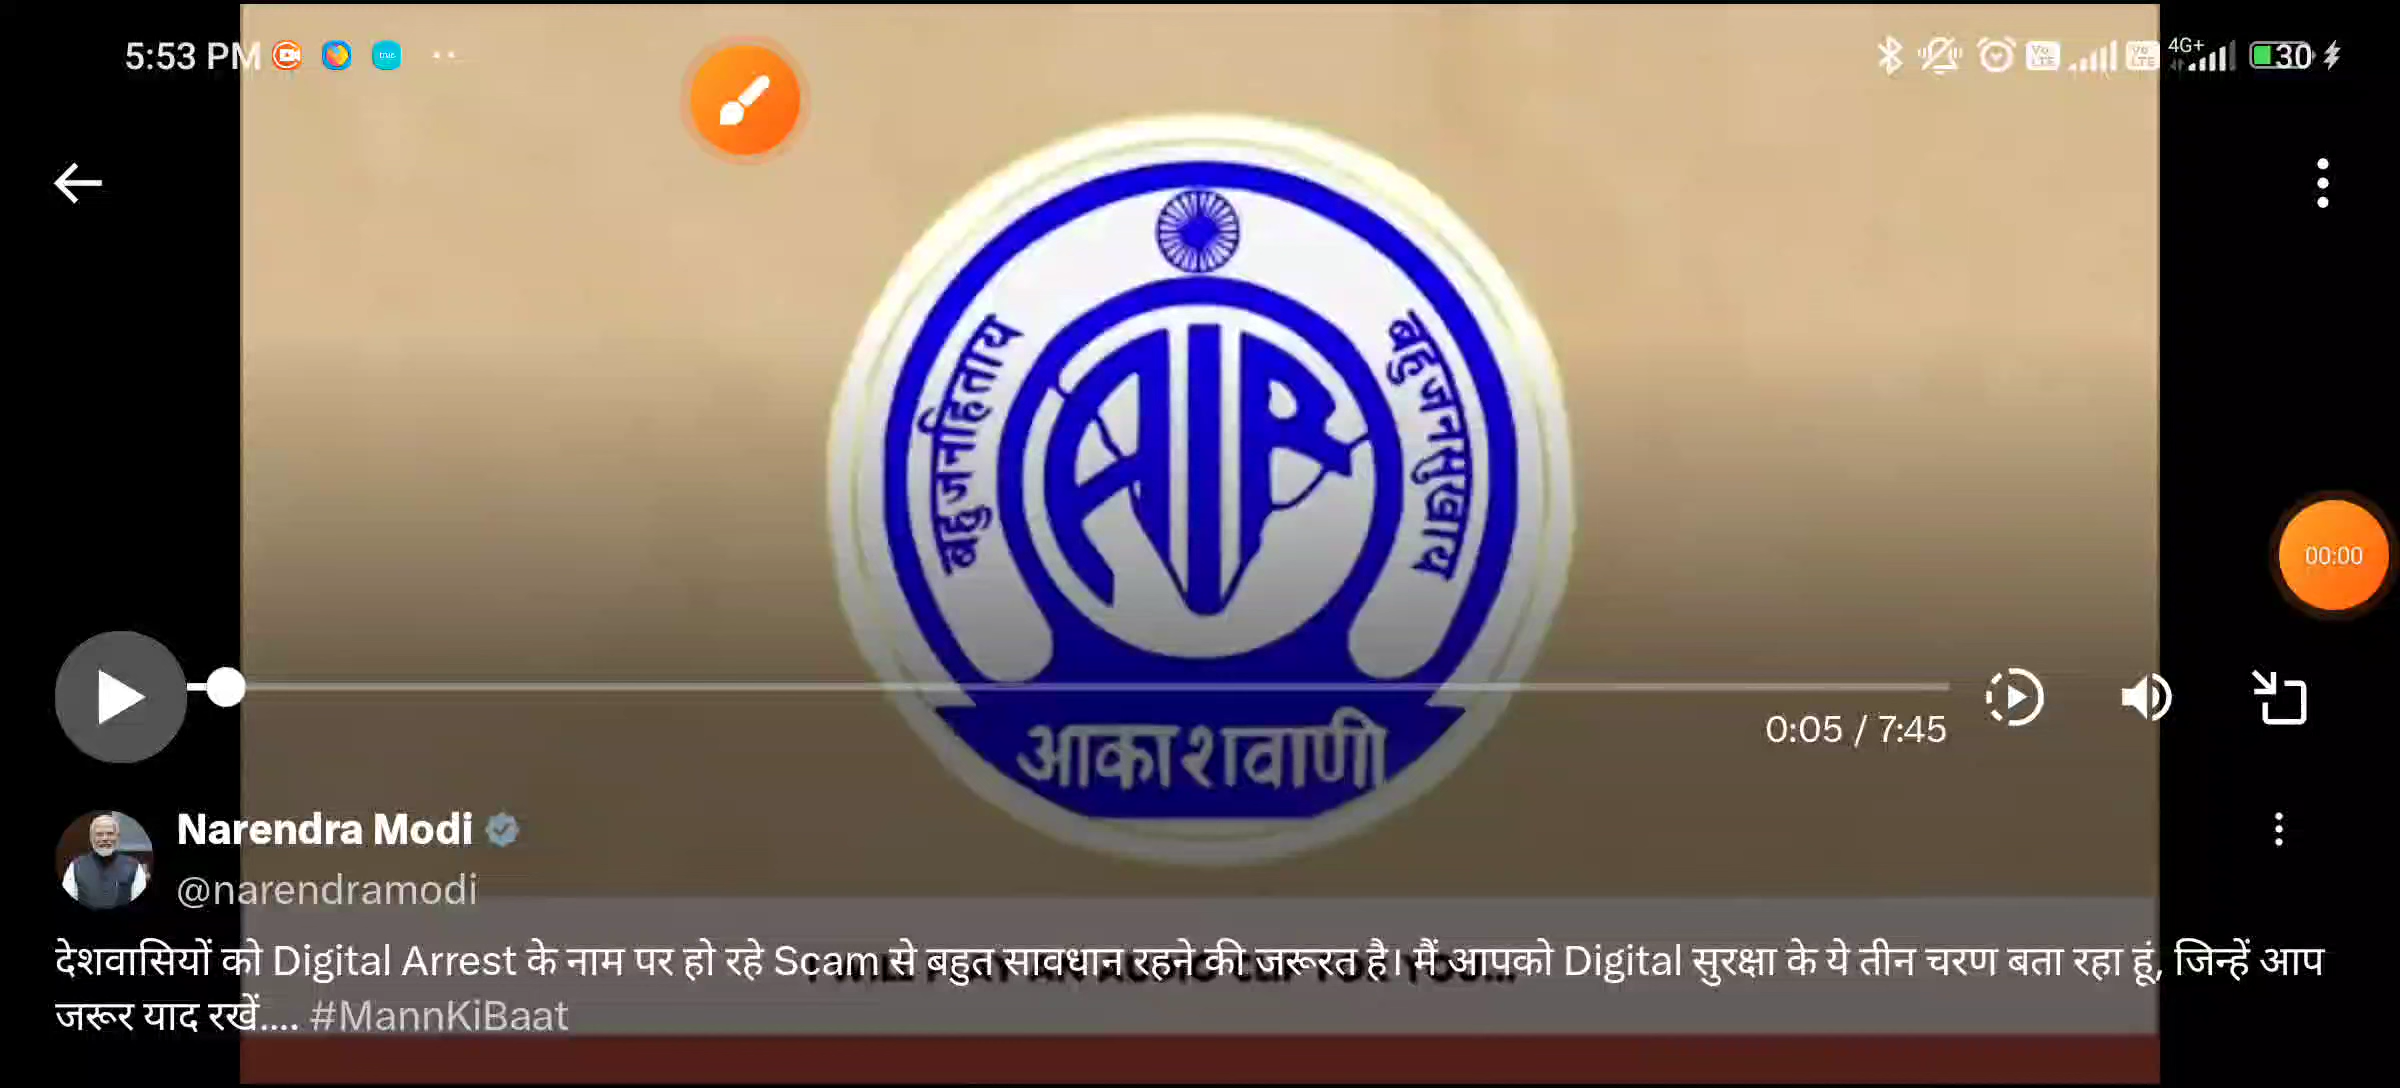 5:53 PM
4G+
30
बहुजनहिताय
बहुजनसुखाय
AIR
आकाशवाणी
00:00
0:05 / 7:45
Narendra Modi
@narendramodi
देशवासियों को Digital Arrest के नाम पर हो रहे Scam से बहुत सावधान रहने की जरूरत है। मैं आपको Digital सुरक्षा के ये तीन चरण बता रहा हूं, जिन्हें आप
जरूर याद रखें.... #MannKiBaat